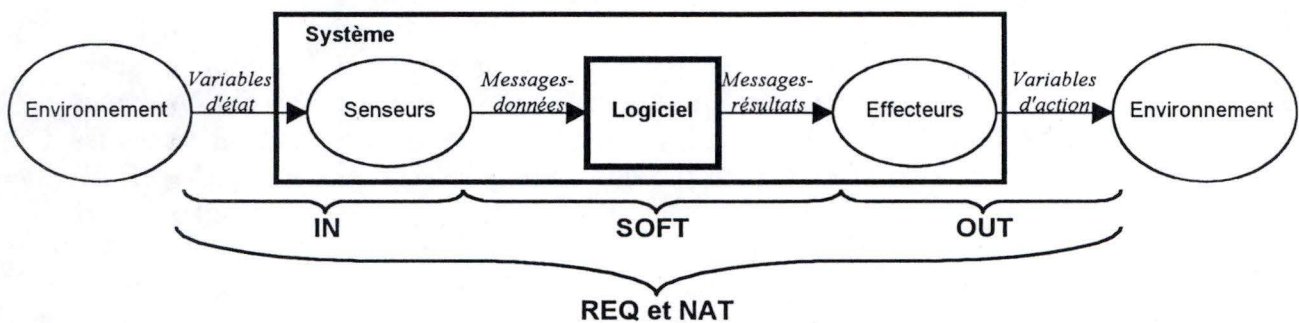 Système
Environnement
Variables
d'état
Senseurs
Messages-
données
Logiciel
Messages-
résultats
Effecteurs
Variables
d'action
Environnement
IN
SOFT
OUT
REQ et NAT